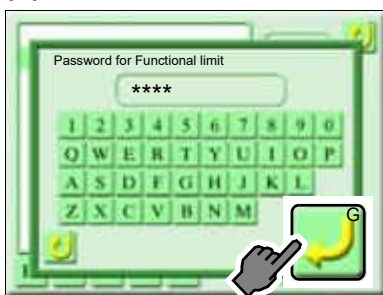 Password for Functional limit
****
1 2 3 4 5 6 7 8 9 0
Q W E R T Y U I O P
A S D F G H J K L
Z X C V B N M
G